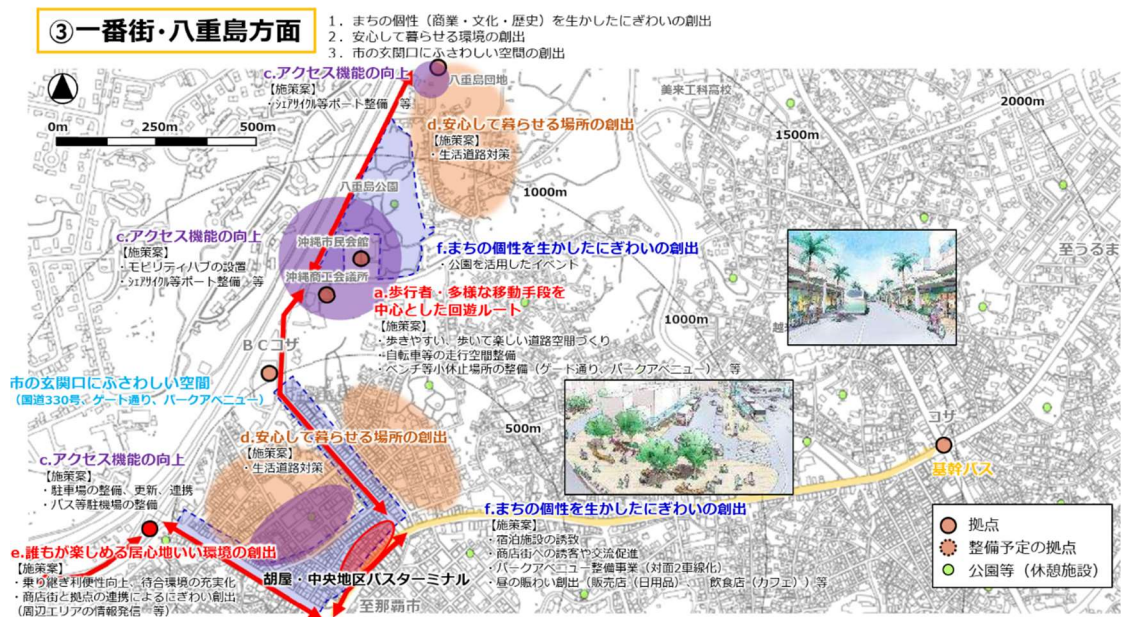 ③一番街・八重島方面
1．まちの個性（商業・文化・歴史）を生かしたにぎわいの創出
2．安心して暮らせる環境の創出
3．市の玄関口にふさわしい空間の創出
c.アクセス機能の向上
【施策案】
・シェアサイクル等ポート整備　等
八重島団地
美来工科高校
2000m
1500m
0m
250m
500m
d.安心して暮らせる場所の創出
【施策案】
・生活道路対策
八重島公園
1000m
c.アクセス機能の向上
【施策案】
・モビリティハブの設置
・シェアサイクル等ポート整備　等
沖縄市民会館
沖縄商工会議所
f.まちの個性を生かしたにぎわいの創出
・公園を活用したイベント
至うるま
a.歩行者・多様な移動手段を
中心とした回遊ルート
【施策案】
・歩きやすい、歩いて楽しい道路空間づくり
・自転車等の走行空間整備
・ベンチ等小休止場所の整備（ゲート通り、パークアベニュー）　等
1000m
越来
BCコザ
市の玄関口にふさわしい空間
（国道330号、ゲート通り、パークアベニュー）
d.安心して暮らせる場所の創出
【施策案】
・生活道路対策
500m
コザ
基幹バス
c.アクセス機能の向上
【施策案】
・駐車場の整備、更新、連携
・バス等駐機場の整備
f.まちの個性を生かしたにぎわいの創出
【施策案】
・宿泊施設の誘致
・商店街への誘客や交流促進
・パークアベニュー整備事業（対面2車線化）
・昼の賑わい創出（販売店（日用品）、飲食店（カフェ））等
e.誰もが楽しめる居心地いい環境の創出
【施策案】
・乗り継ぎ利便性向上、待合環境の充実化
・商店街と拠点の連携によるにぎわい創出
（周辺エリアの情報発信　等）
胡屋・中央地区バスターミナル
至那覇市
拠点
整備予定の拠点
公園等（休憩施設）